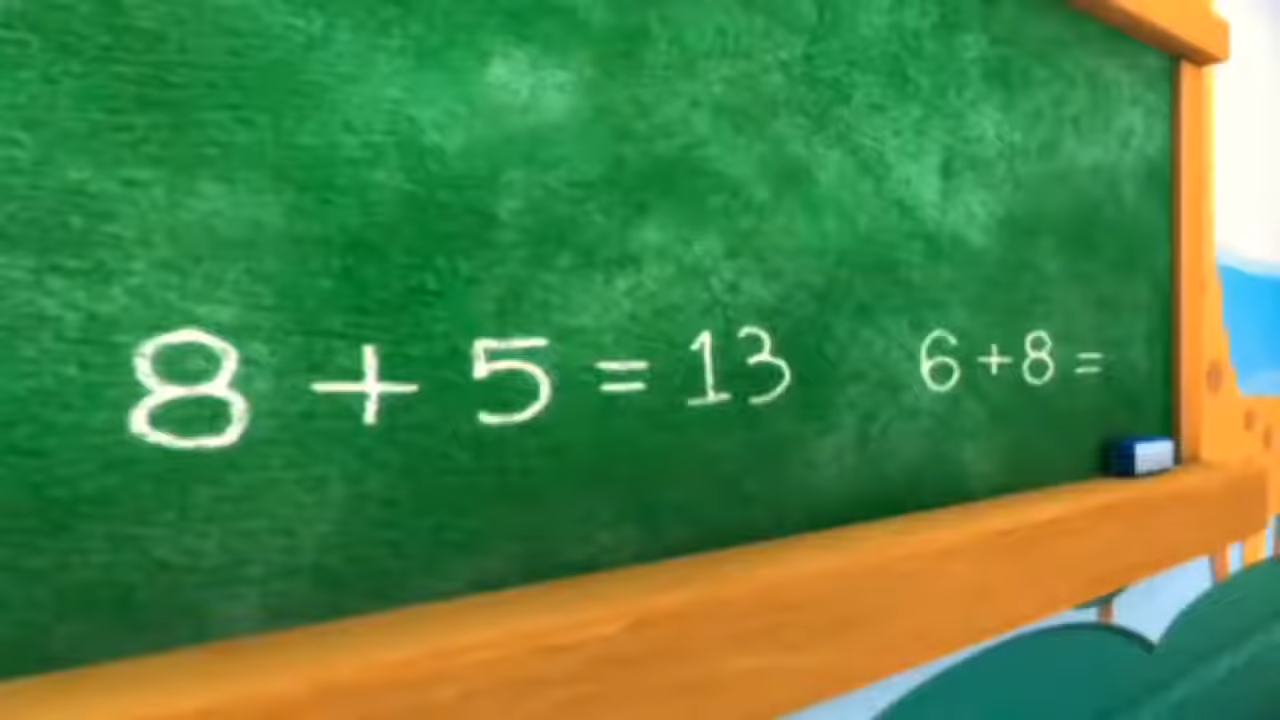 8 + 5 = 13 6 + 8 =